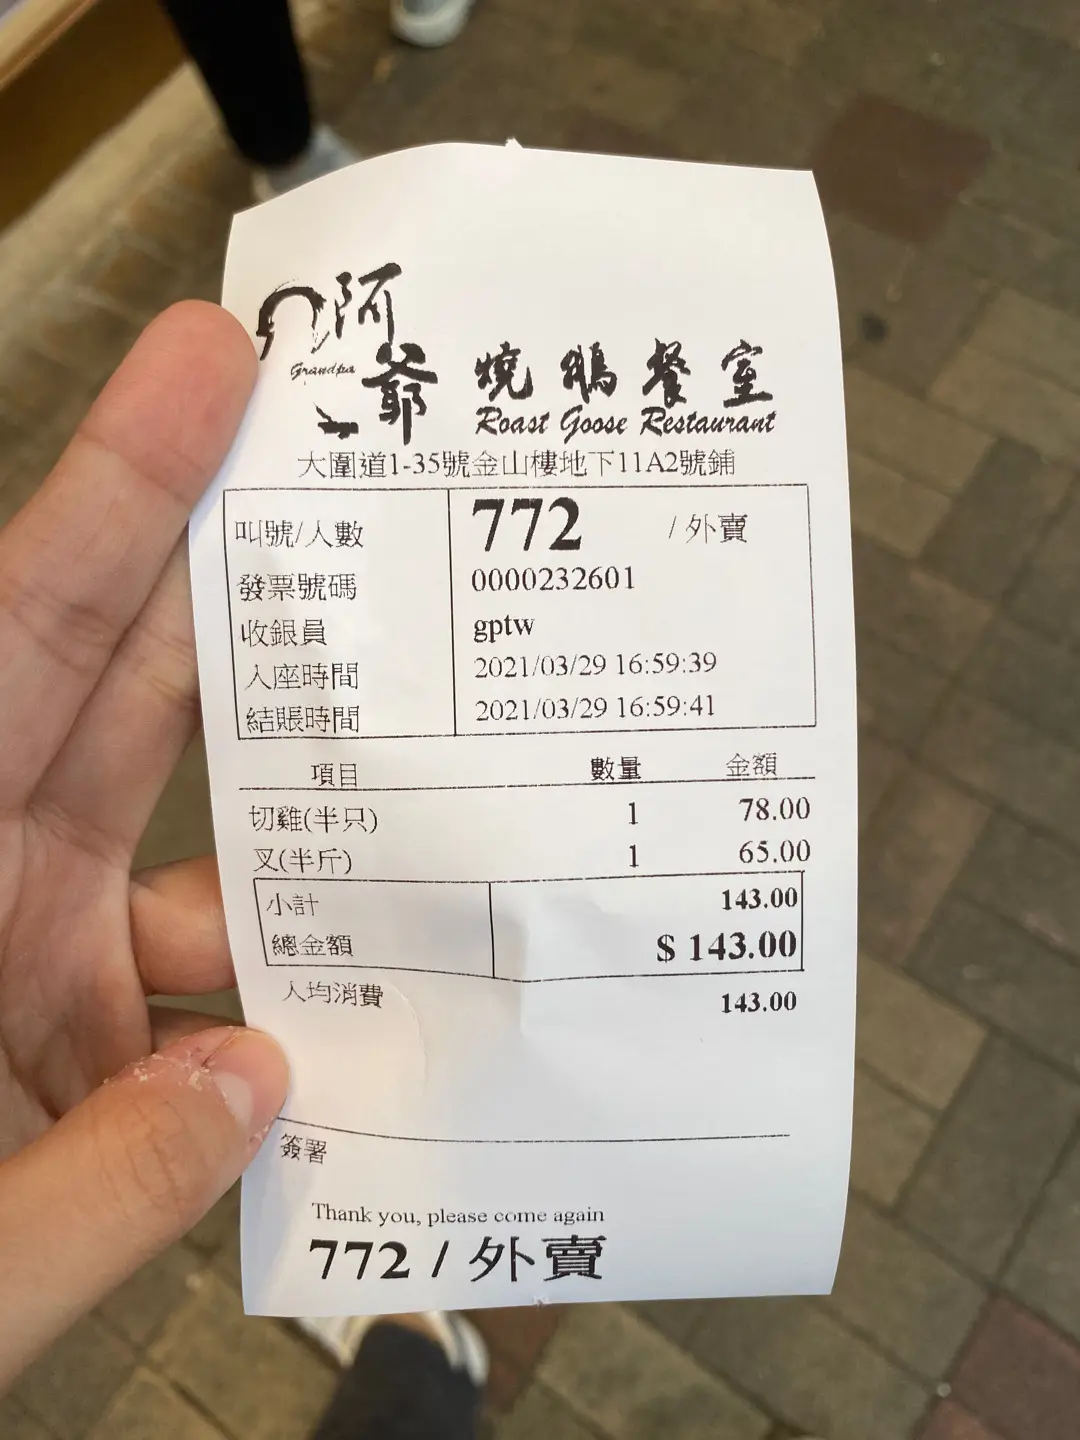 阿爺
Grandpa
燒鵝餐室
Roast Goose Restaurant
大圍道1-35號金山樓地下11A2號鋪
叫號/人數 772 /外賣
發票號碼 0000232601
收銀員 gptw
入座時間 2021/03/29 16:59:39
結賬時間 2021/03/29 16:59:41
項目 數量 金額
切雞(半只) 1 78.00
叉(半斤) 1 65.00
小計 143.00
總金額 $ 143.00
人均消費 143.00
簽署
Thank you, please come again
772 / 外賣